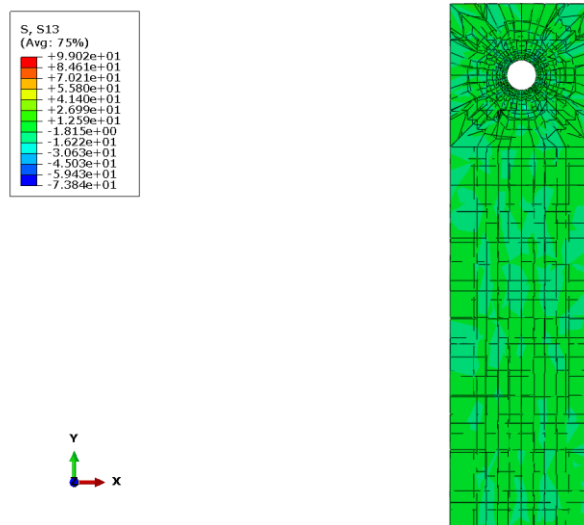 S, S13
(Avg: 75%)
+9.902e+01
+8.461e+01
+7.021e+01
+5.580e+01
+4.140e+01
+2.699e+01
+1.259e+01
-1.815e+00
-1.622e+01
-3.063e+01
-4.503e+01
-5.943e+01
-7.384e+01
Y
Z
X